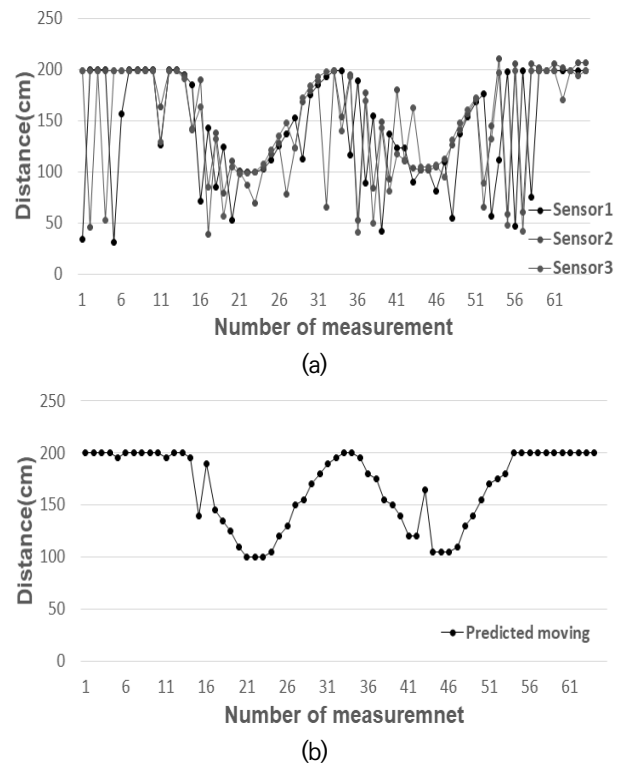 250
200
150
100
50
0
Distance(cm)
Sensor1
Sensor2
Sensor3
1 6 11 16 21 26 31 36 41 46 51 56 61
Number of measurement
(a)
250
200
150
100
50
0
Distance(cm)
Predicted moving
1 6 11 16 21 26 31 36 41 46 51 56 61
Number of measuremnet
(b)